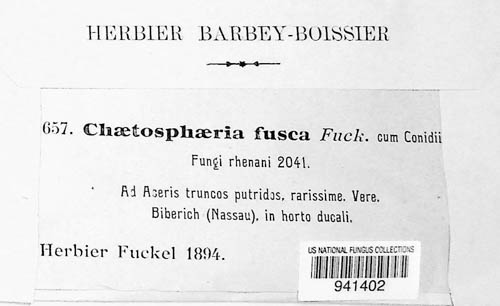 HERBIER BARBEY-BOISSIER
657. Chætosphæria fusca Fuck. cum Conidii
Fungi rhenani 2041.
Ad Aceris truncos putridos, rarissime. Vere.
Biberich (Nassau), in horto ducali.
Herbier Fuckel 1894.
US NATIONAL FUNGUS COLLECTIONS
941402